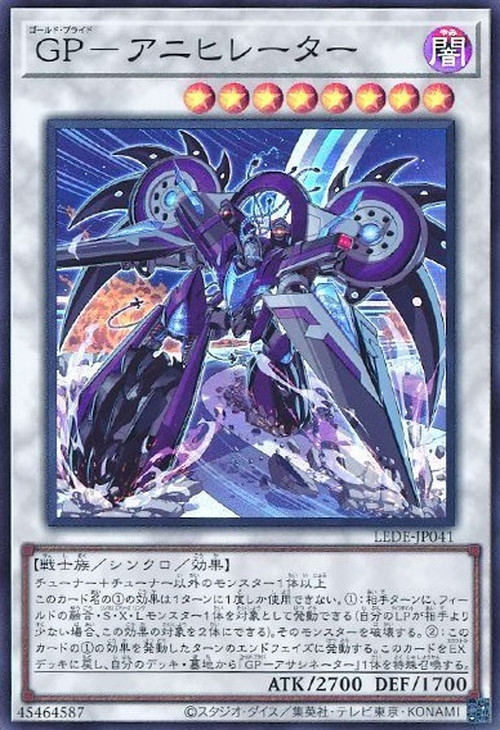 ゴールド・プライド
GP－アニヒレーター
やみ
闇
LEDE-JP041
【戦士族／シンクロ／効果】
チューナー＋チューナー以外のモンスター1体以上
このカード名の①の効果は1ターンに1度しか使用できない。①：相手ターンに、フィー
ルドの融合・S・X・Lモンスター1体を対象として発動できる(自分のLPが相手より
少ない場合、この効果の対象を2体にできる)。そのモンスターを破壊する。②：この
カードの①の効果を発動したターンのエンドフェイズに発動する。このカードをEX
デッキに戻し、自分のデッキ・墓地から「GP－アサシネーター」1体を特殊召喚する。
ATK/2700 DEF/1700
45464587
©スタジオ・ダイス／集英社・テレビ東京・KONAMI